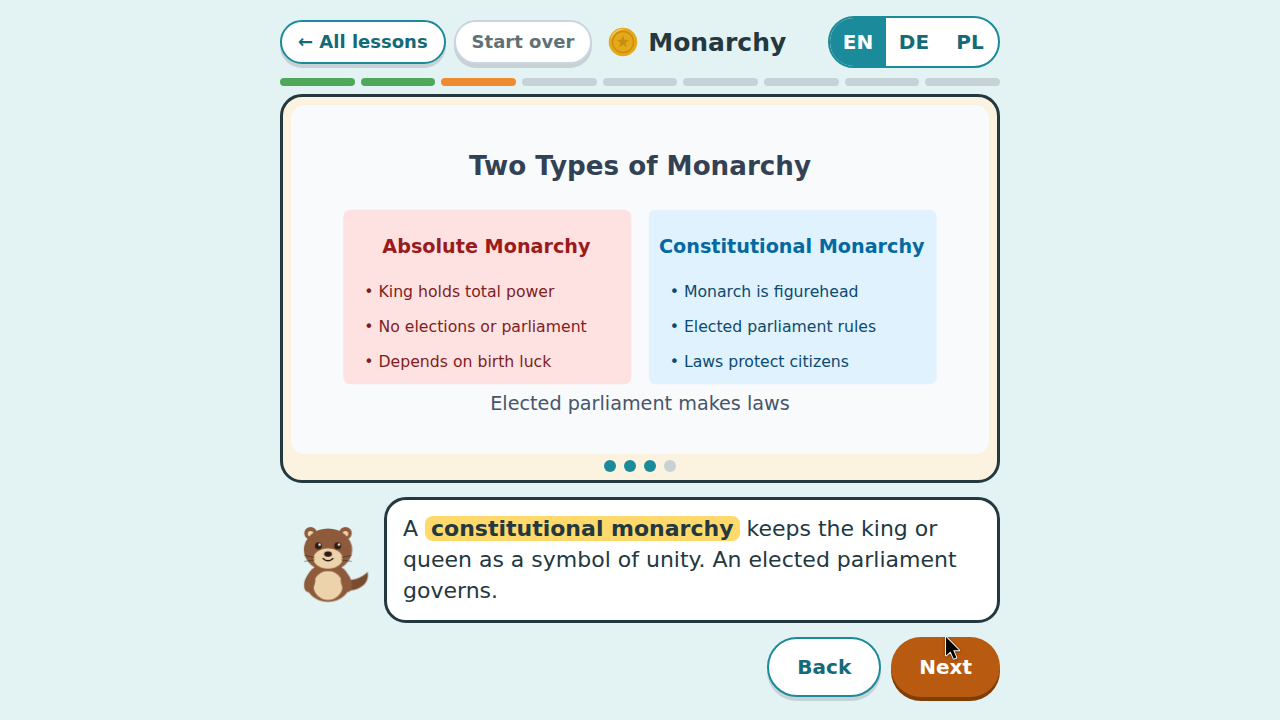 ← All lessons
Start over
Monarchy
EN
DE
PL
Two Types of Monarchy
Absolute Monarchy
• King holds total power
• No elections or parliament
• Depends on birth luck
Constitutional Monarchy
• Monarch is figurehead
• Elected parliament rules
• Laws protect citizens
Elected parliament makes laws
A constitutional monarchy keeps the king or
queen as a symbol of unity. An elected parliament
governs.
Back
Next